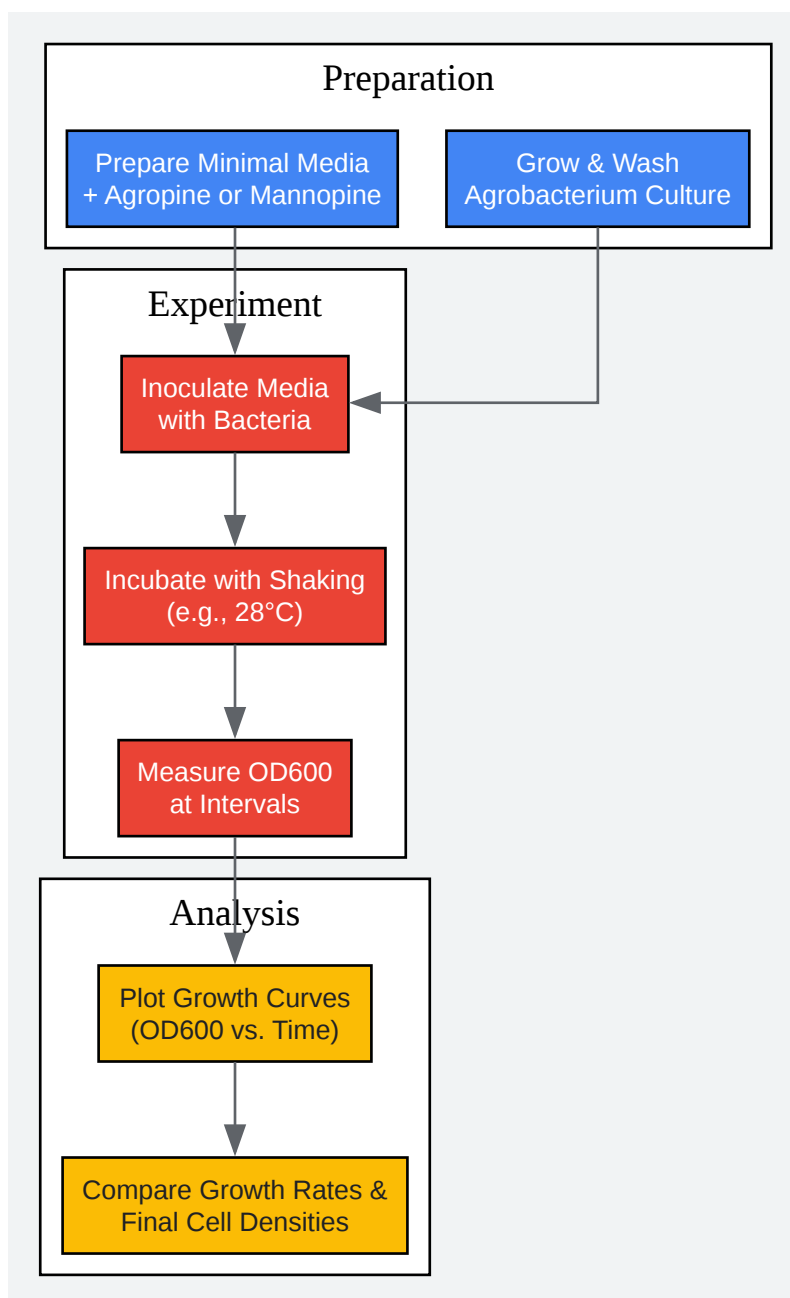 Preparation
Prepare Minimal Media
+ Agropine or Mannopine
Grow & Wash
Agrobacterium Culture
Experiment
Inoculate Media
with Bacteria
Incubate with Shaking
(e.g., 28°C)
Measure OD600
at Intervals
Analysis
Plot Growth Curves
(OD600 vs. Time)
Compare Growth Rates &
Final Cell Densities